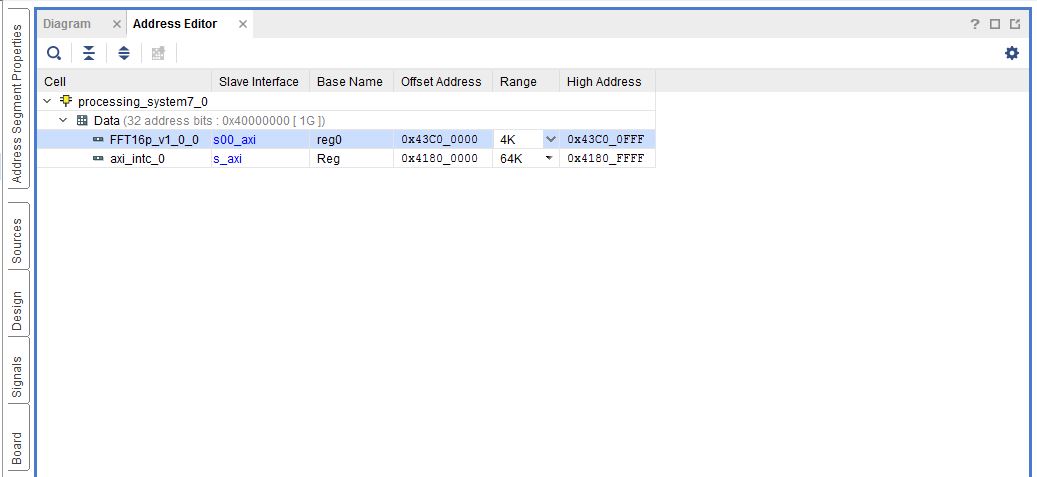 Diagram × Address Editor ×
?
Cell Slave Interface Base Name Offset Address Range High Address
processing_system7_0
Data (32 address bits : 0x40000000 [ 1G ])
FFT16p_v1_0_0 s00_axi reg0 0x43C0_0000 4K 0x43C0_0FFF
axi_intc_0 s_axi Reg 0x4180_0000 64K 0x4180_FFFF
Address Segment Properties
Sources
Design
Signals
Board